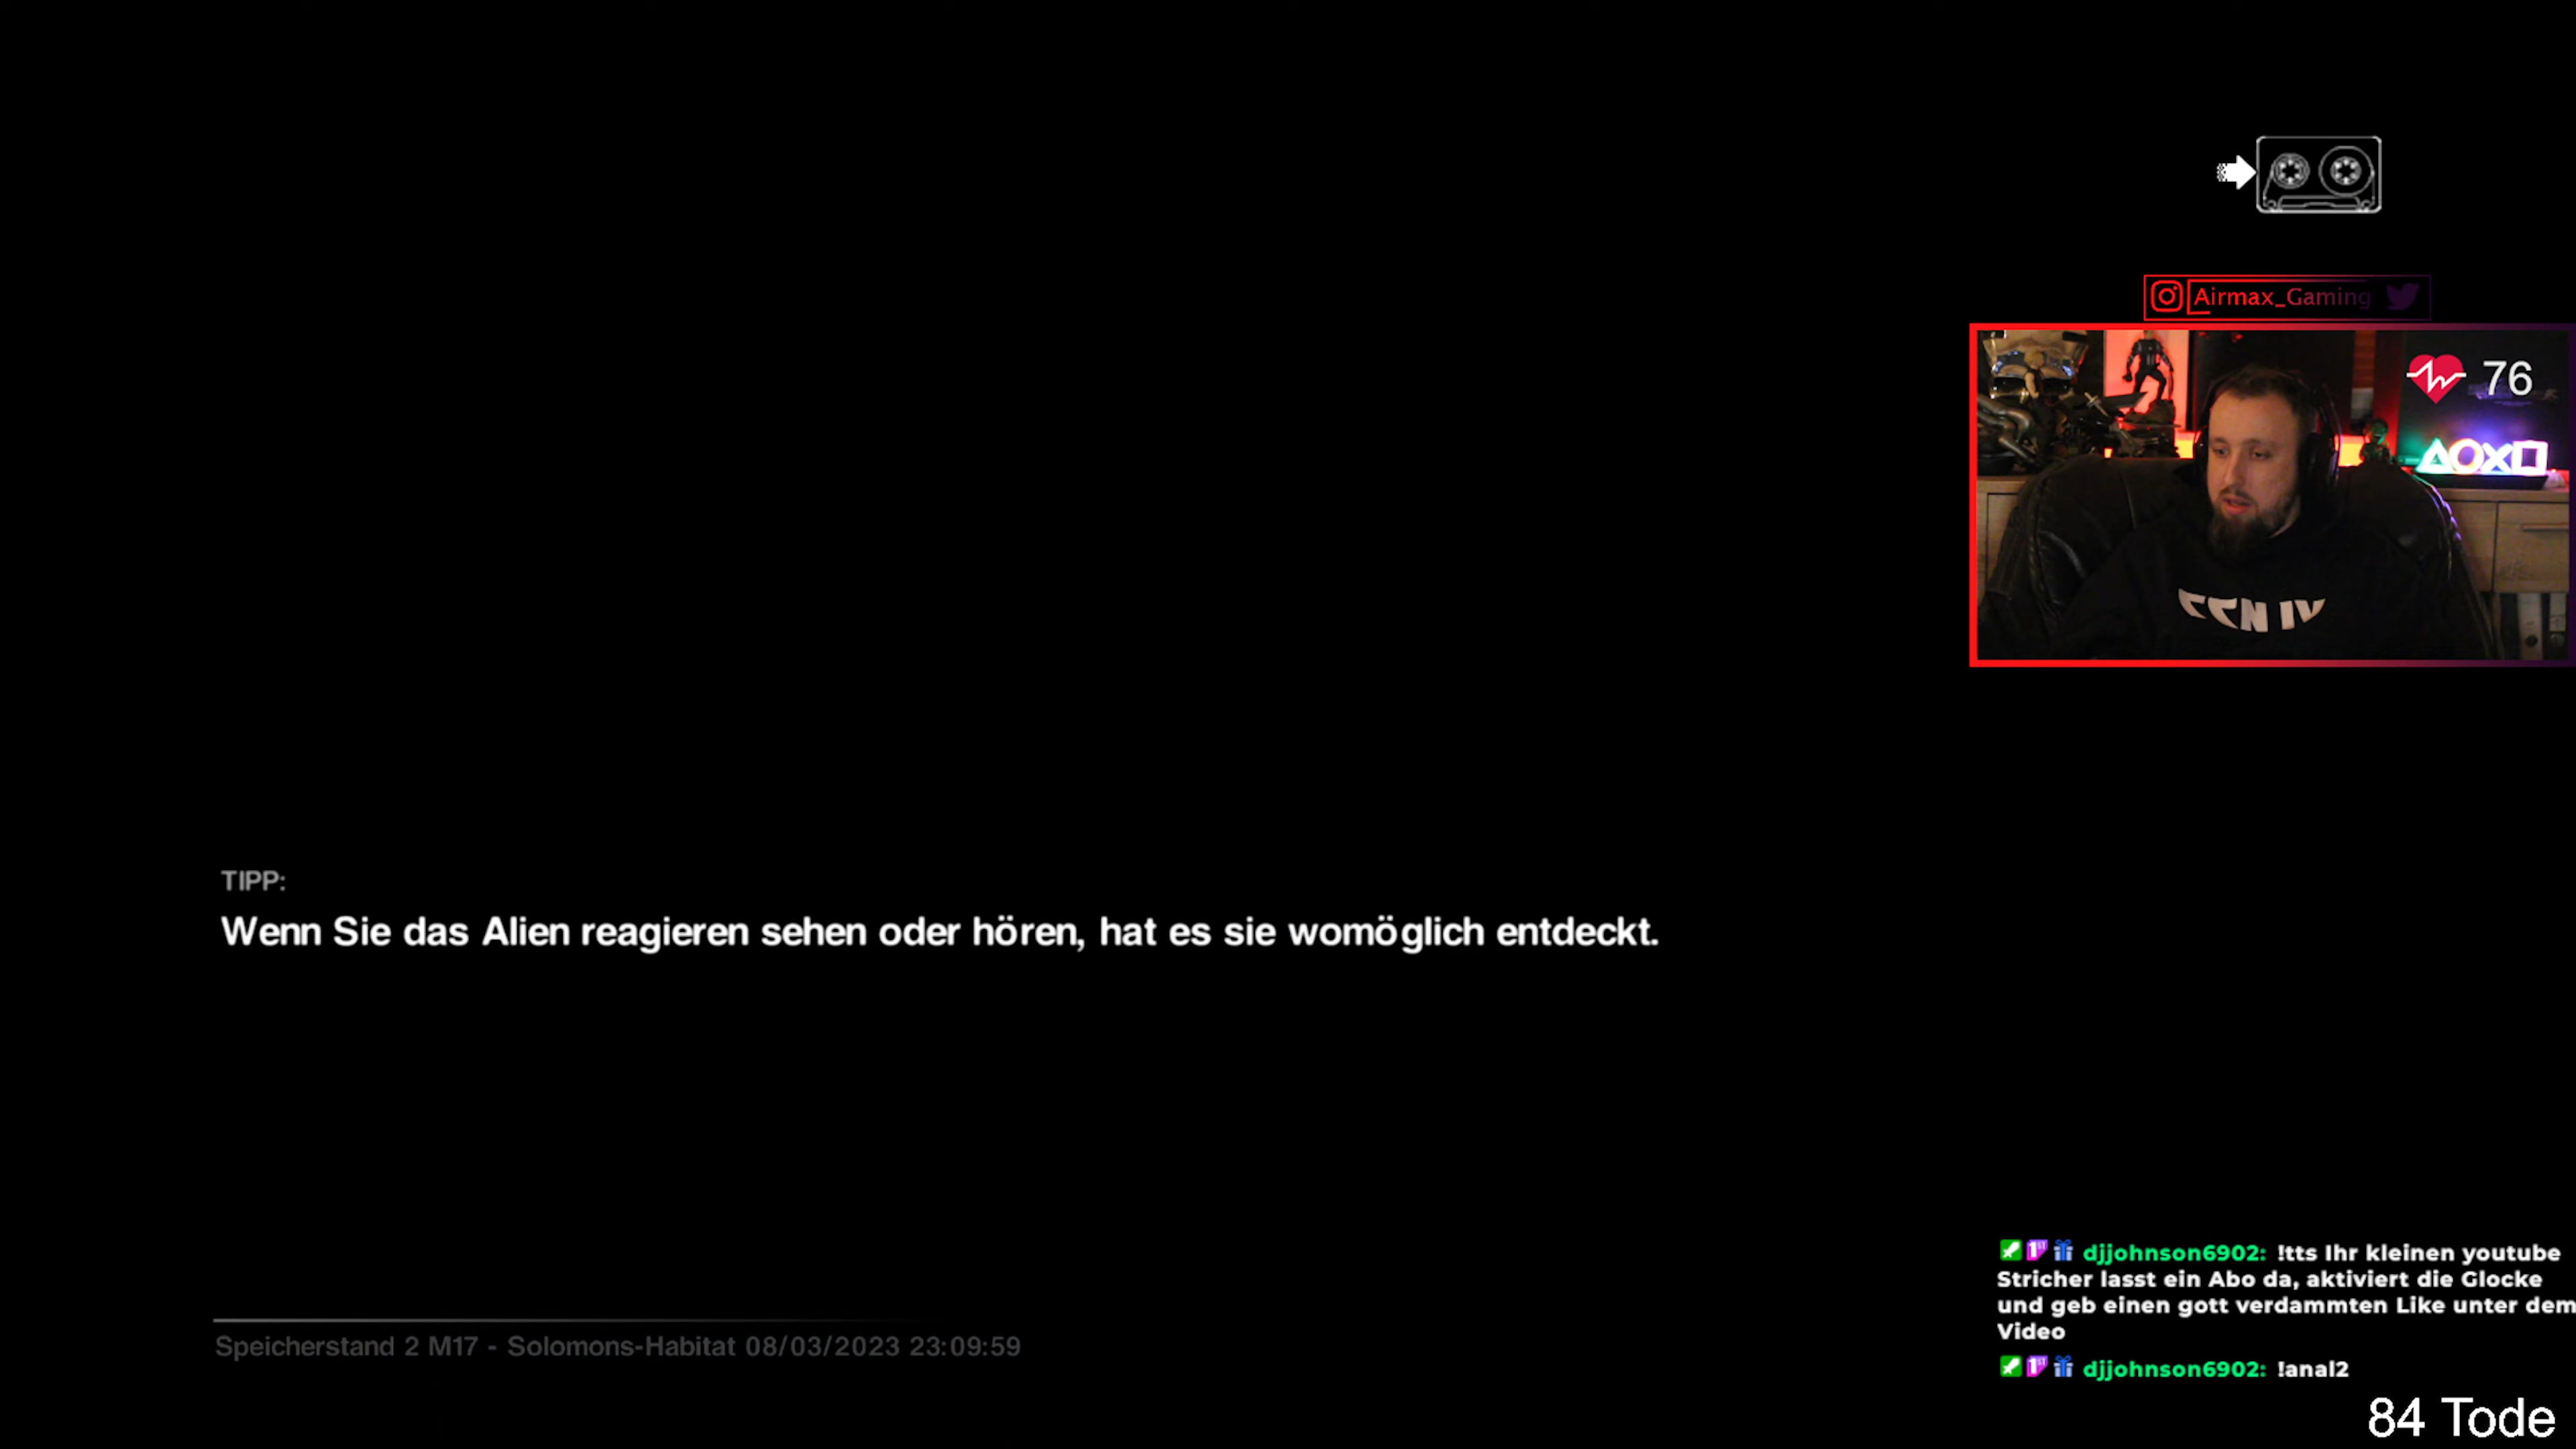 Airmax_Gaming
76
TIPP:
Wenn Sie das Alien reagieren sehen oder hören, hat es sie womöglich entdeckt.
Speicherstand 2 M17 - Solomons-Habitat 08/03/2023 23:09:59
djjohnson6902: !tts Ihr kleinen youtube
Stricher lasst ein Abo da, aktiviert die Glocke
und geb einen gott verdammten Like unter dem
Video
djjohnson6902: !anal2
84 Tode